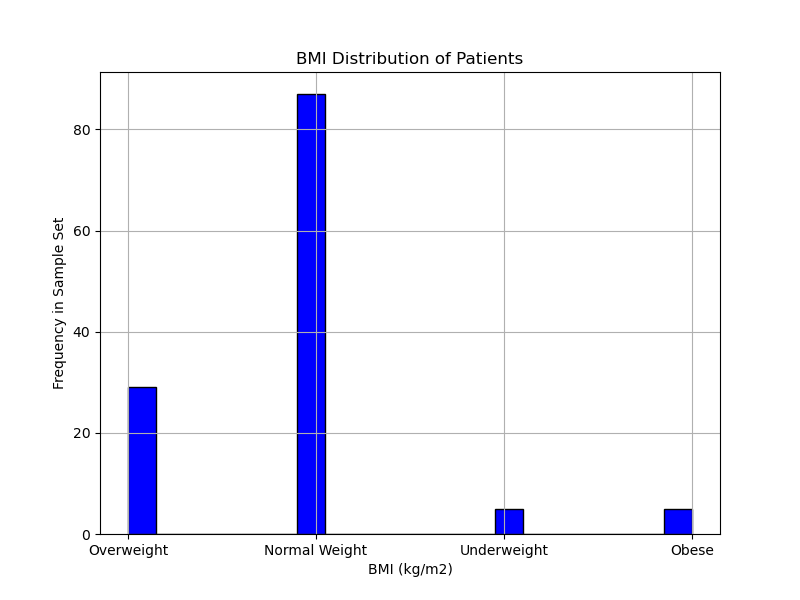 BMI Distribution of Patients
Frequency in Sample Set
80
60
40
20
0
Overweight Normal Weight Underweight Obese
BMI (kg/m2)